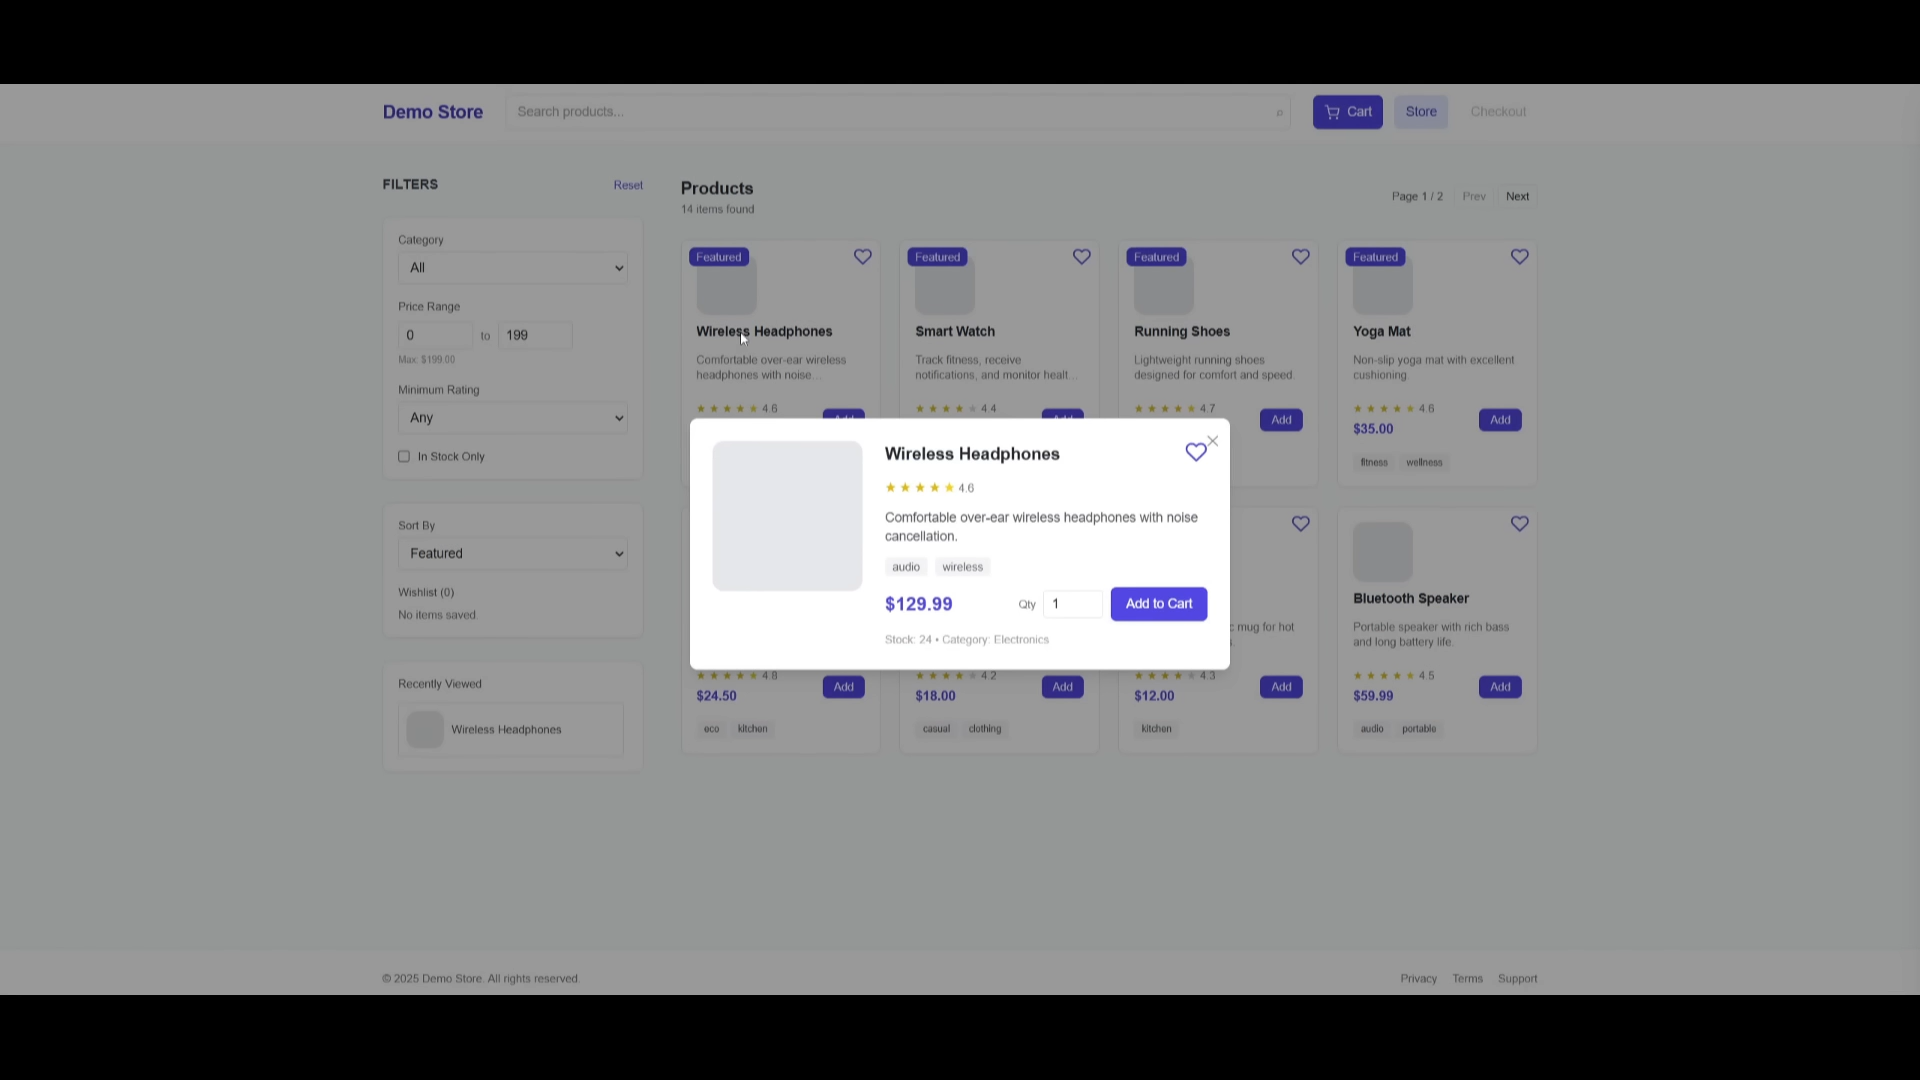 Demo Store
Search products...
Cart
Store
Checkout
FILTERS
Reset
Category
All
Price Range
0 to 199
Max: $199.00
Minimum Rating
Any
In Stock Only
Sort By
Featured
Wishlist (0)
No items saved.
Recently Viewed
Wireless Headphones
Products
14 items found
Page 1 / 2
Prev
Next
Featured
Wireless Headphones
Comfortable over-ear wireless
headphones with noise...
★★★★★ 4.6
Featured
Smart Watch
Track fitness, receive
notifications, and monitor healt...
★★★★★ 4.4
Featured
Running Shoes
Lightweight running shoes
designed for comfort and speed.
★★★★★ 4.7
Add
Featured
Yoga Mat
Non-slip yoga mat with excellent
cushioning.
★★★★★ 4.6
$35.00
Add
fitness wellness
Wireless Headphones
★★★★★ 4.6
Comfortable over-ear wireless headphones with noise
cancellation.
audio wireless
$129.99
Qty 1
Add to Cart
Stock: 24 • Category: Electronics
★★★★★ 4.8
$24.50
Add
eco kitchen
★★★★★ 4.2
$18.00
Add
casual clothing
mug for hot
★★★★★ 4.3
$12.00
Add
kitchen
Bluetooth Speaker
Portable speaker with rich bass
and long battery life.
★★★★★ 4.5
$59.99
Add
audio portable
© 2025 Demo Store. All rights reserved.
Privacy
Terms
Support